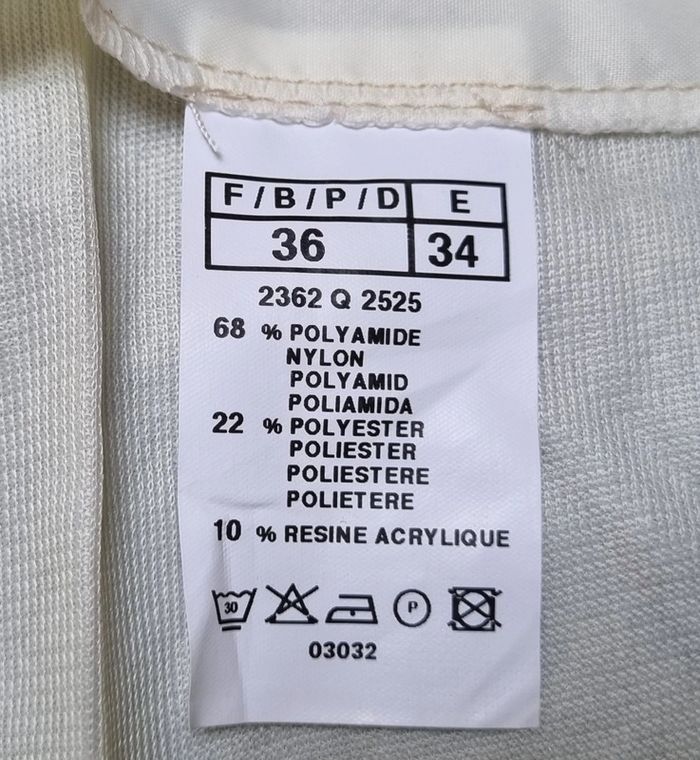 F/B/P/D E
36 34
2362 Q 2525
68 % POLYAMIDE
NYLON
POLYAMID
POLIAMIDA
22 % POLYESTER
POLIESTER
POLIESTERE
POLIETERE
10 % RESINE ACRYLIQUE
30 P
03032